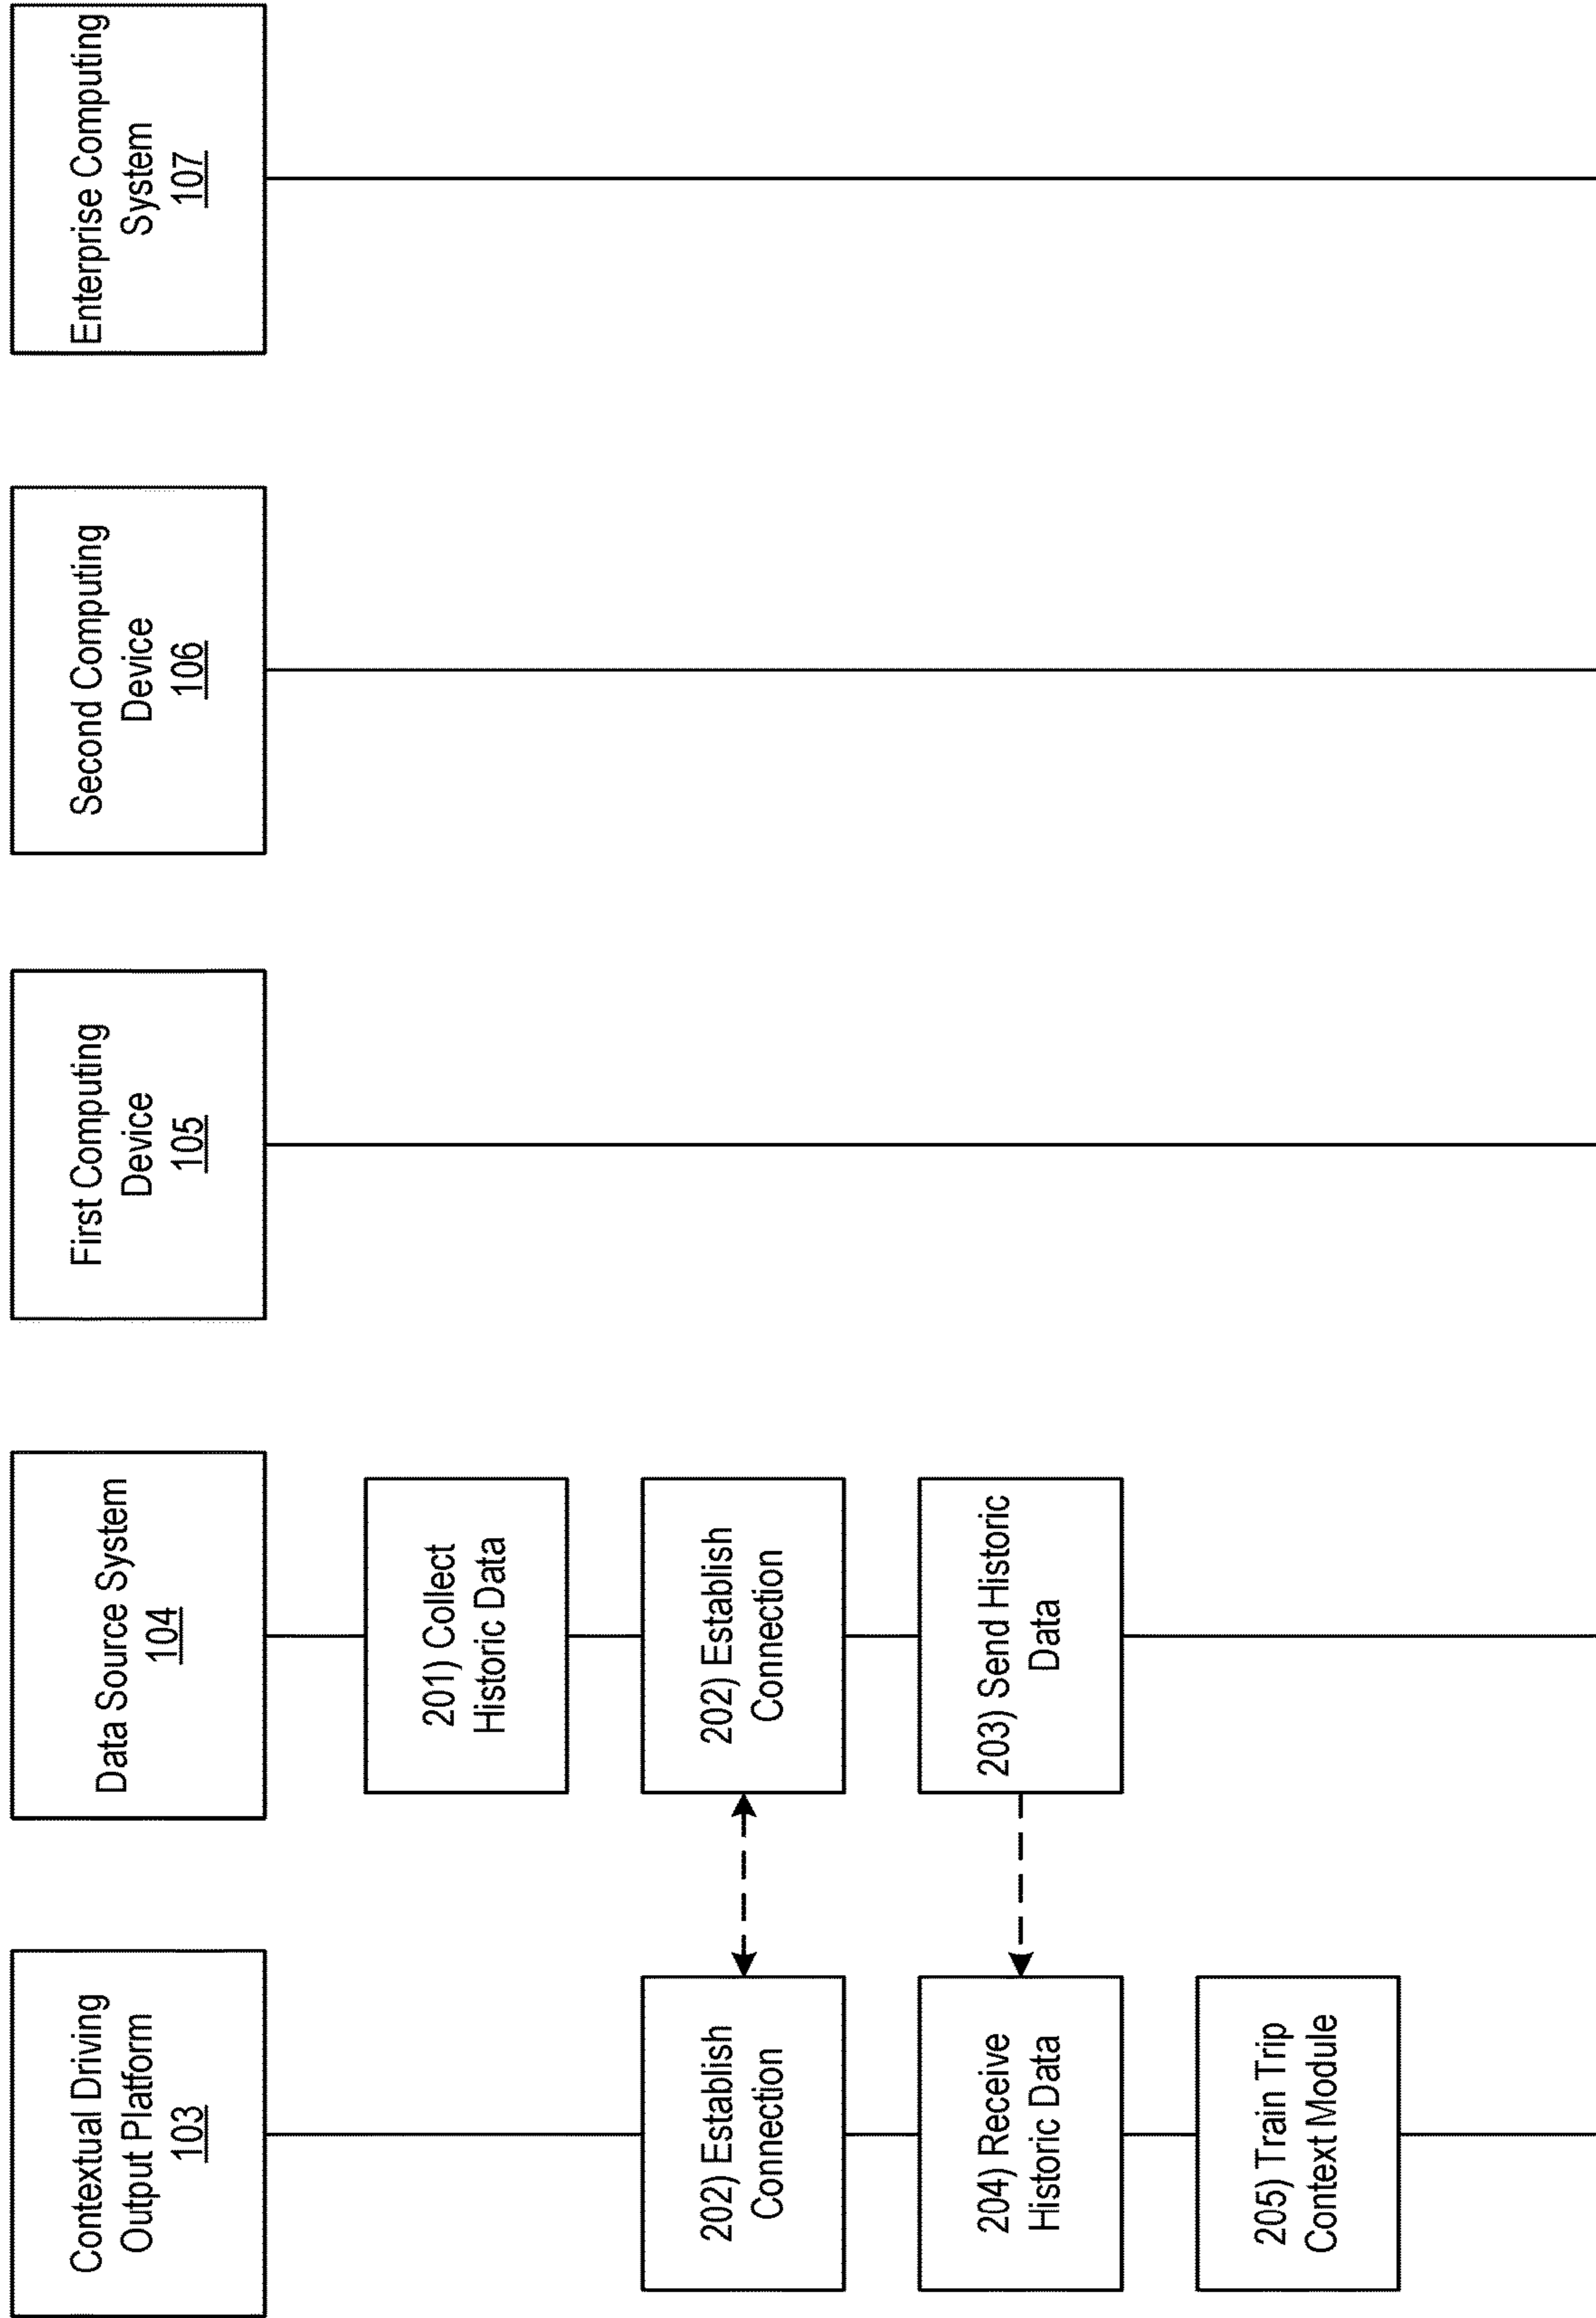 Contextual Driving
Output Platform
103
Data Source System
104
First Computing
Device
105
Second Computing
Device
106
Enterprise Computing
System
107
201) Collect
Historic Data
202) Establish
Connection
202) Establish
Connection
203) Send Historic
Data
204) Receive
Historic Data
205) Train Trip
Context Module